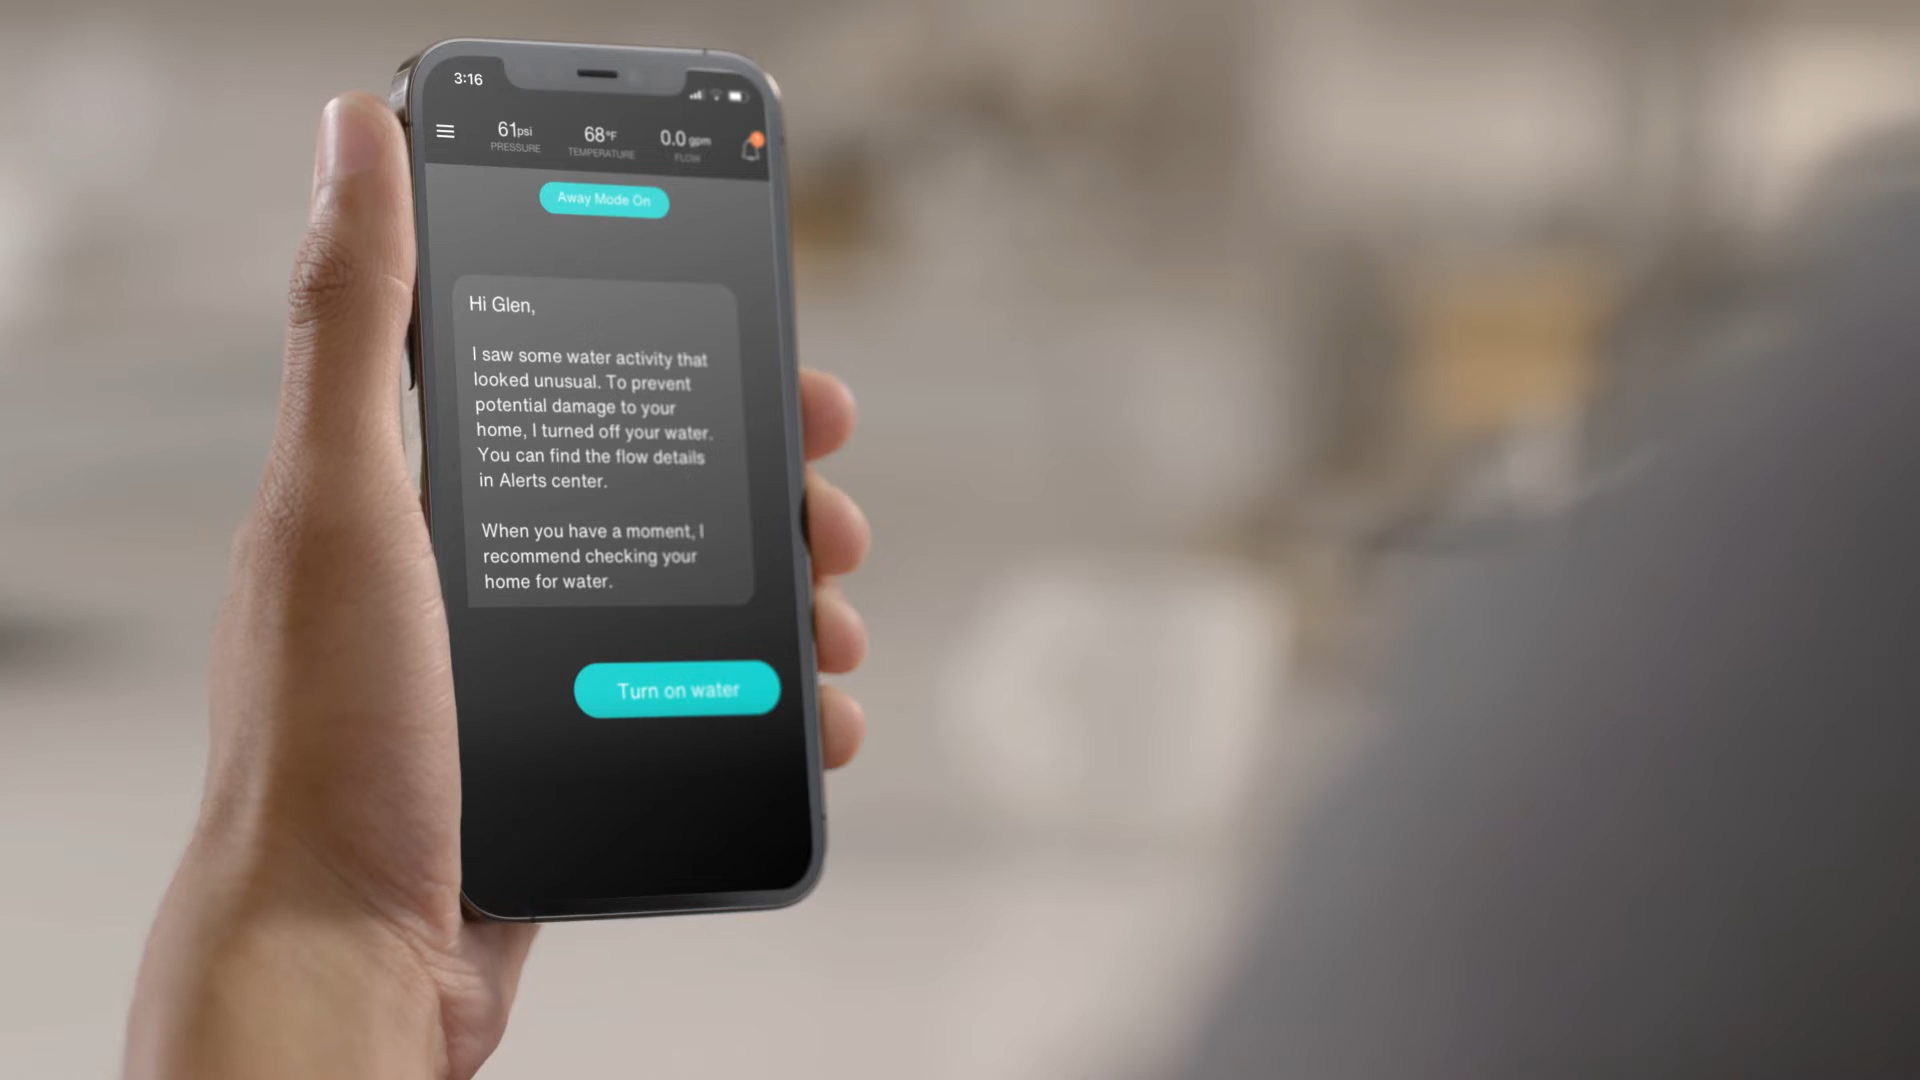 3:16
61psi
PRESSURE
68°F
TEMPERATURE
0.0 gpm
FLOW
Away Mode On
Hi Glen,
I saw some water activity that
looked unusual. To prevent
potential damage to your
home, I turned off your water.
You can find the flow details
in Alerts center.
When you have a moment, I
recommend checking your
home for water.
Turn on water